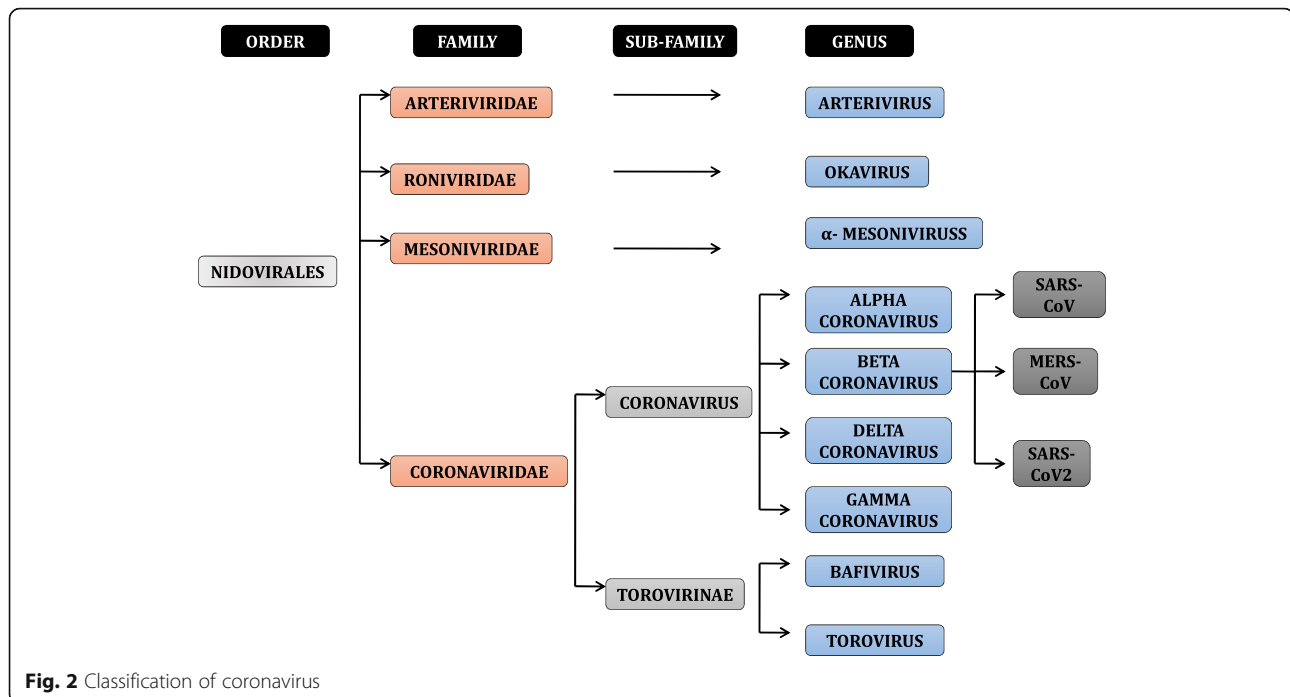 ORDER
FAMILY
SUB-FAMILY
GENUS
ARTERIVIRIDAE
ARTERIVIRUS
RONIVIRIDAE
OKAVIRUS
MESONIVIRIDAE
α- MESONIVIRUSS
NIDOVIRALES
ALPHA
CORONAVIRUS
SARS-
CoV
BETA
CORONAVIRUS
MERS-
CoV
CORONAVIRUS
DELTA
CORONAVIRUS
SARS-
CoV2
CORONAVIRIDAE
GAMMA
CORONAVIRUS
BAFIVIRUS
TOROVIRINAE
TOROVIRUS
Fig. 2 Classification of coronavirus